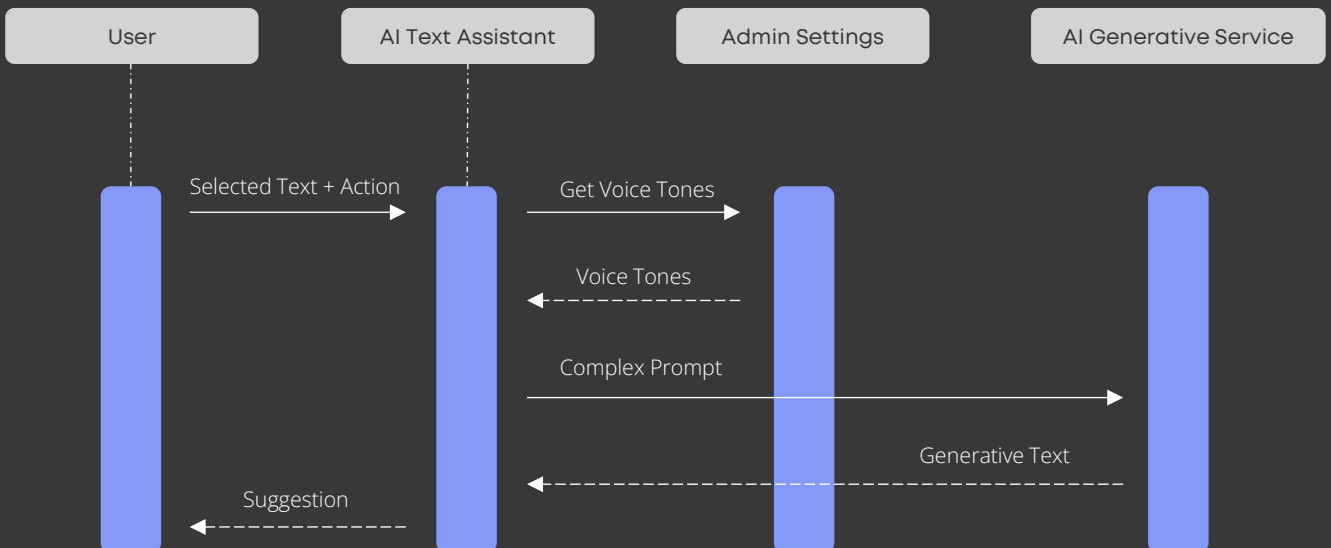 User
AI Text Assistant
Admin Settings
AI Generative Service
Selected Text + Action
Get Voice Tones
Voice Tones
Complex Prompt
Generative Text
Suggestion